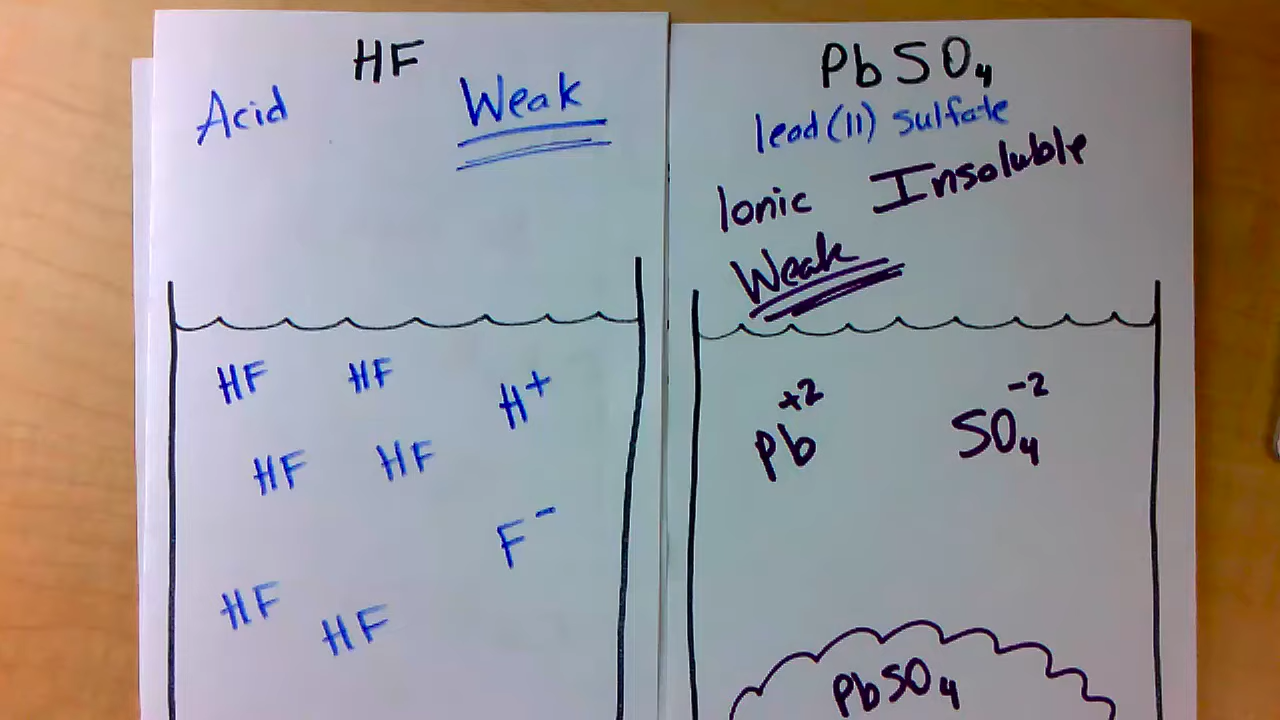 HF
Acid Weak
HF HF H⁺
HF HF
F⁻
HF HF
PbSO₄
lead(II) sulfate
Ionic Insoluble
Weak
Pb⁺² SO₄⁻²
PbSO₄